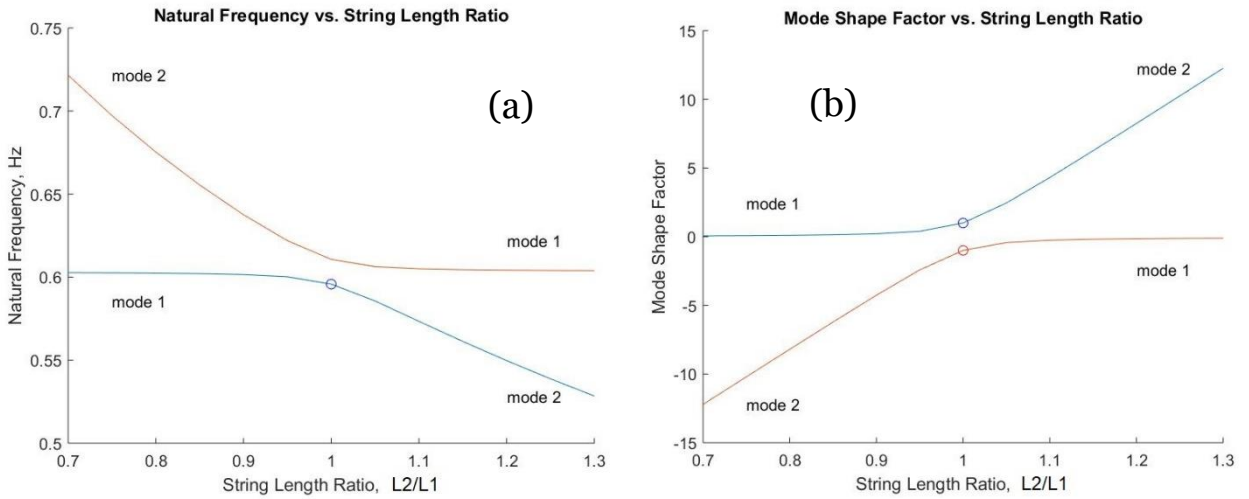 Natural Frequency vs. String Length Ratio
0.75
0.7
0.65
0.6
0.55
0.5
Natural Frequency, Hz
mode 2
(a)
mode 1
mode 1
mode 2
0.7 0.8 0.9 1 1.1 1.2 1.3
String Length Ratio, L2/L1
Mode Shape Factor vs. String Length Ratio
15
10
5
0
-5
-10
-15
Mode Shape Factor
mode 2
(b)
mode 1
mode 1
mode 2
0.7 0.8 0.9 1 1.1 1.2 1.3
String Length Ratio, L2/L1